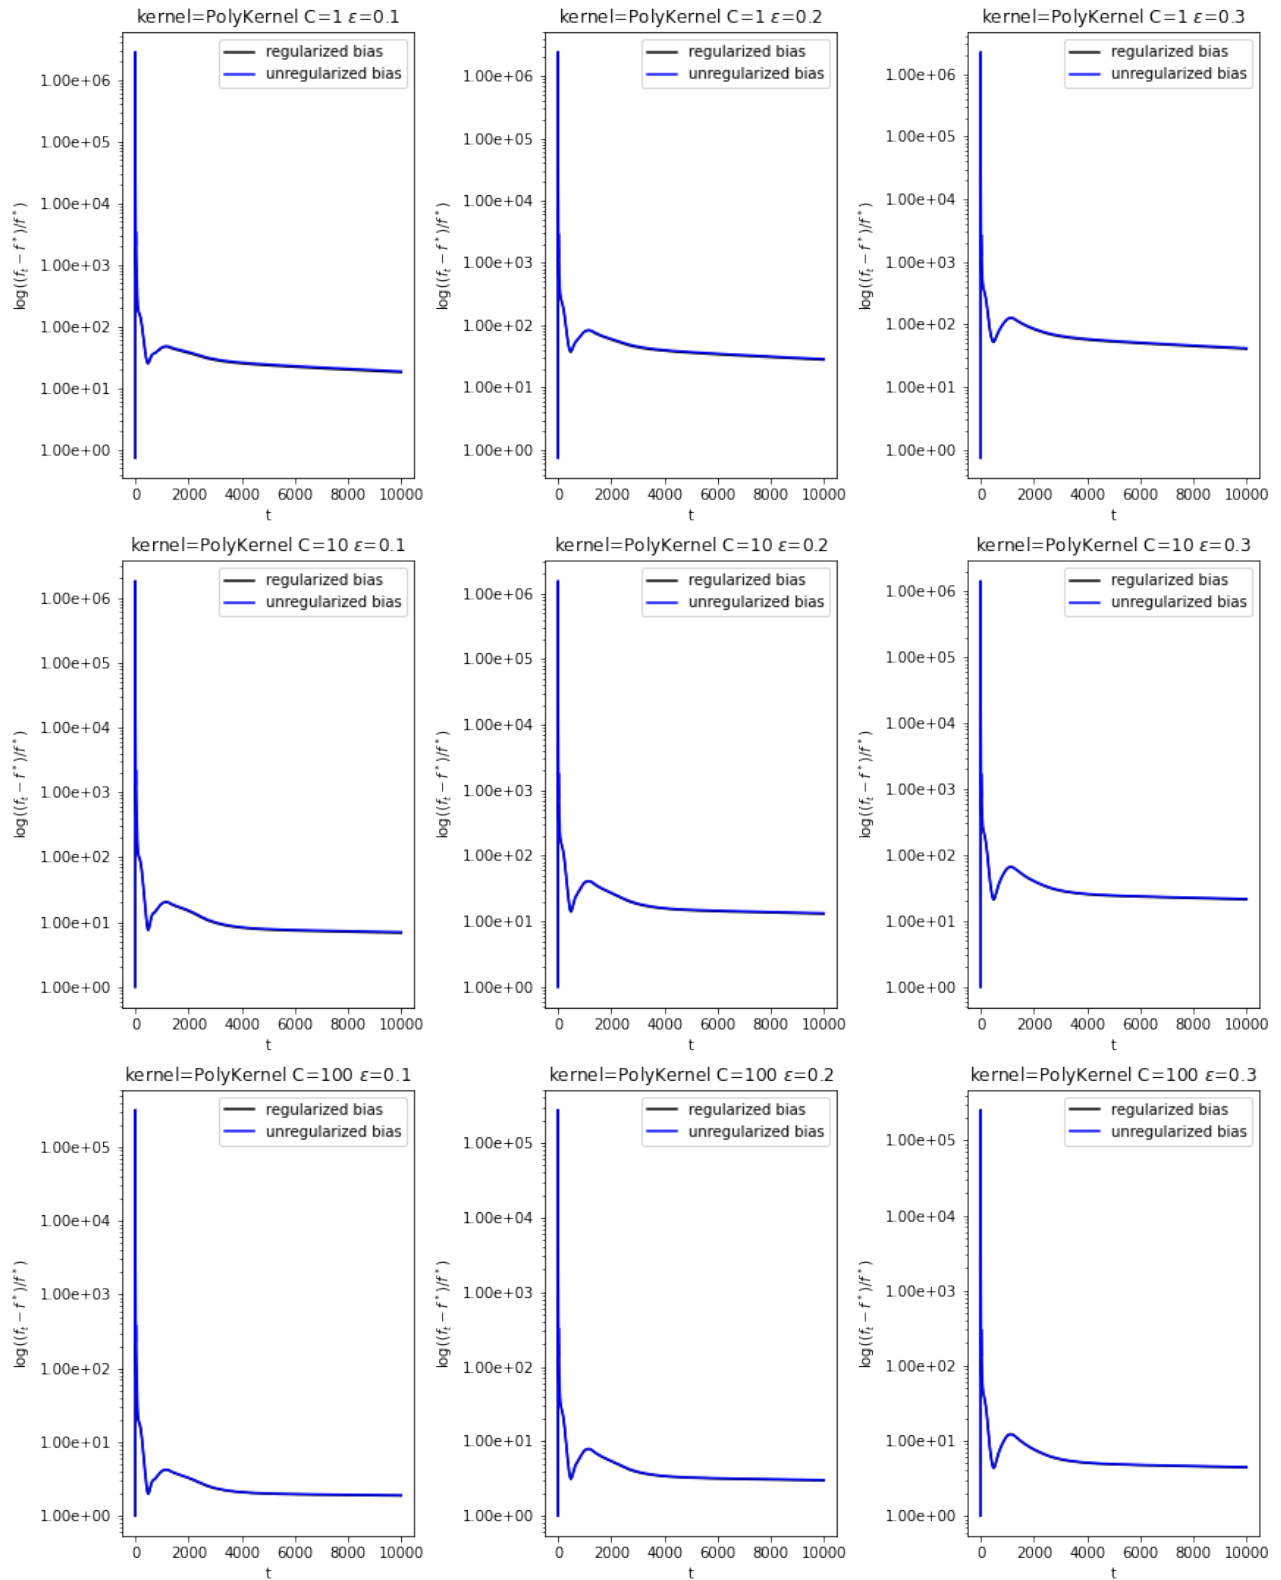 kernel=PolyKernel C=1 ε=0.1
regularized bias
unregularized bias
1.00e+06
1.00e+05
1.00e+04
1.00e+03
1.00e+02
1.00e+01
1.00e+00
log((f_t − f*)/f*)
0 2000 4000 6000 8000 10000
t
kernel=PolyKernel C=1 ε=0.2
regularized bias
unregularized bias
1.00e+06
1.00e+05
1.00e+04
1.00e+03
1.00e+02
1.00e+01
1.00e+00
log((f_t − f*)/f*)
0 2000 4000 6000 8000 10000
t
kernel=PolyKernel C=1 ε=0.3
regularized bias
unregularized bias
1.00e+06
1.00e+05
1.00e+04
1.00e+03
1.00e+02
1.00e+01
1.00e+00
log((f_t − f*)/f*)
0 2000 4000 6000 8000 10000
t
kernel=PolyKernel C=10 ε=0.1
regularized bias
unregularized bias
1.00e+06
1.00e+05
1.00e+04
1.00e+03
1.00e+02
1.00e+01
1.00e+00
log((f_t − f*)/f*)
0 2000 4000 6000 8000 10000
t
kernel=PolyKernel C=10 ε=0.2
regularized bias
unregularized bias
1.00e+06
1.00e+05
1.00e+04
1.00e+03
1.00e+02
1.00e+01
1.00e+00
log((f_t − f*)/f*)
0 2000 4000 6000 8000 10000
t
kernel=PolyKernel C=10 ε=0.3
regularized bias
unregularized bias
1.00e+06
1.00e+05
1.00e+04
1.00e+03
1.00e+02
1.00e+01
1.00e+00
log((f_t − f*)/f*)
0 2000 4000 6000 8000 10000
t
kernel=PolyKernel C=100 ε=0.1
regularized bias
unregularized bias
1.00e+05
1.00e+04
1.00e+03
1.00e+02
1.00e+01
1.00e+00
log((f_t − f*)/f*)
0 2000 4000 6000 8000 10000
t
kernel=PolyKernel C=100 ε=0.2
regularized bias
unregularized bias
1.00e+05
1.00e+04
1.00e+03
1.00e+02
1.00e+01
1.00e+00
log((f_t − f*)/f*)
0 2000 4000 6000 8000 10000
t
kernel=PolyKernel C=100 ε=0.3
regularized bias
unregularized bias
1.00e+05
1.00e+04
1.00e+03
1.00e+02
1.00e+01
1.00e+00
log((f_t − f*)/f*)
0 2000 4000 6000 8000 10000
t